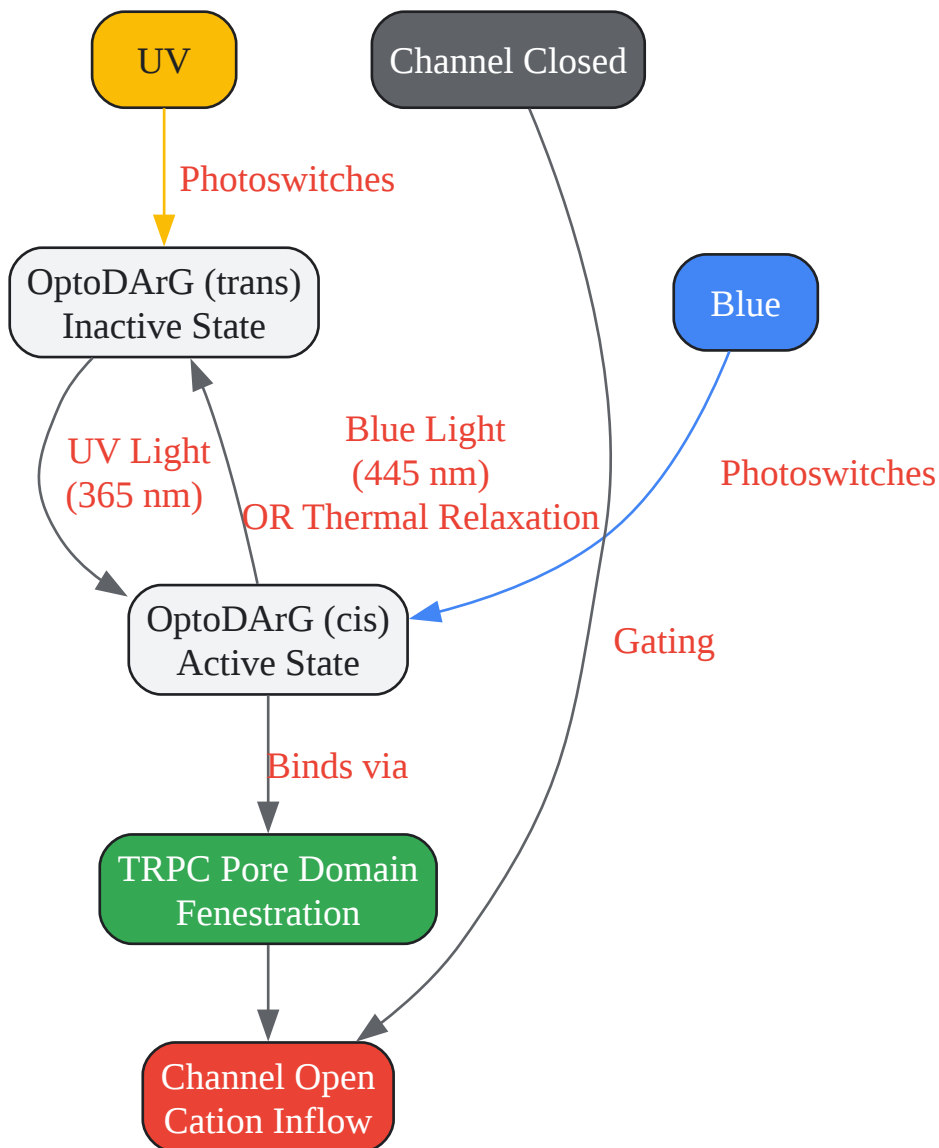 UV
Channel Closed
Photoswitches
OptoDArG (trans)
Inactive State
Blue
UV Light
(365 nm)
Blue Light
(445 nm)
OR Thermal Relaxation
Photoswitches
OptoDArG (cis)
Active State
Gating
Binds via
TRPC Pore Domain
Fenestration
Channel Open
Cation Inflow